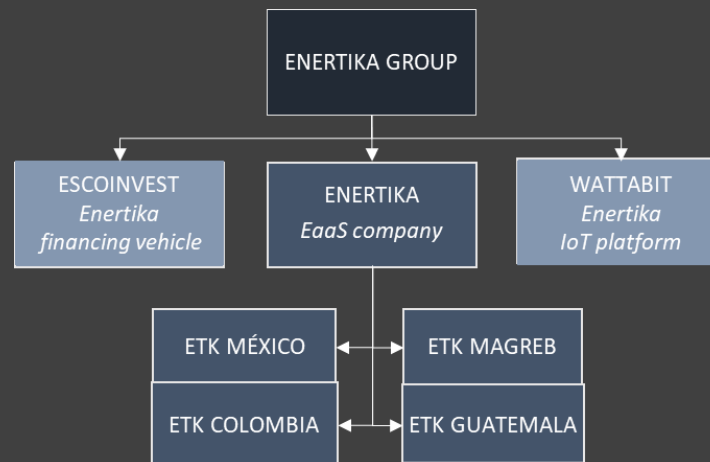 ENERTIKA GROUP
ESCOINVEST
Enertika
financing vehicle
ENERTIKA
EaaS company
WATTABIT
Enertika
IoT platform
ETK MÉXICO
ETK MAGREB
ETK COLOMBIA
ETK GUATEMALA